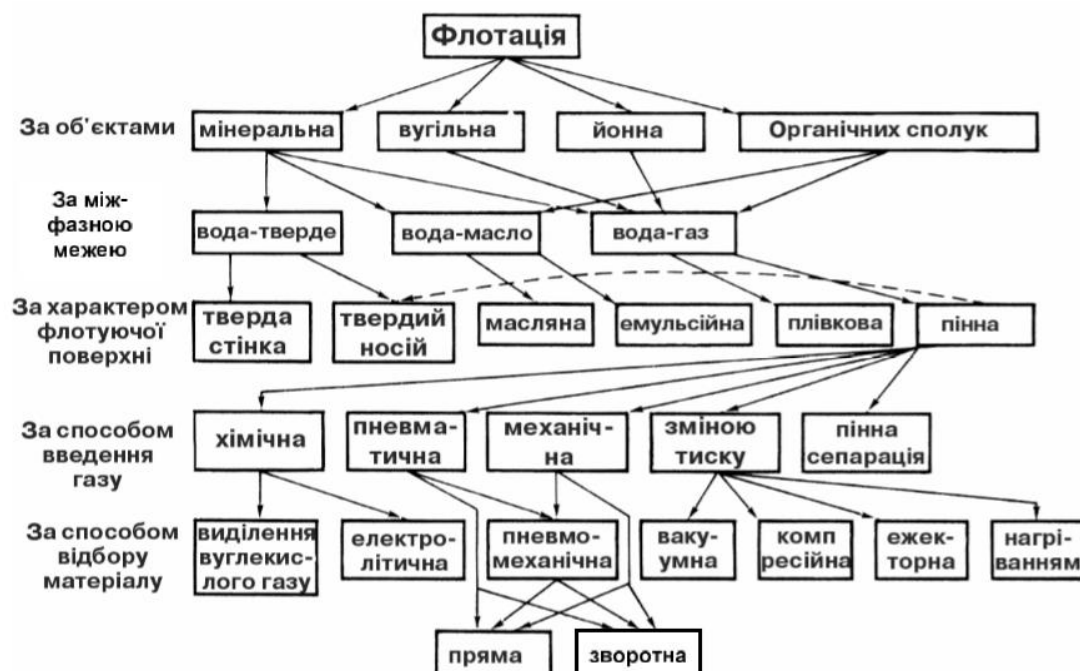 Флотація
За об'єктами
мінеральна
вугільна
йонна
Органічних сполук
За між-
фазною
межею
вода-тверде
вода-масло
вода-газ
За характером
флотуючої
поверхні
тверда
стінка
твердий
носій
масляна
емульсійна
плівкова
пінна
За способом
введення
газу
хімічна
пневма-
тична
механіч-
на
зміною
тиску
пінна
сепарація
За способом
відбору
матеріалу
виділення
вуглекис-
лого газу
електро-
літична
пневмо-
механічна
ваку-
умна
комп
ресійна
ежек-
торна
нагрі-
ванням
пряма
зворотна